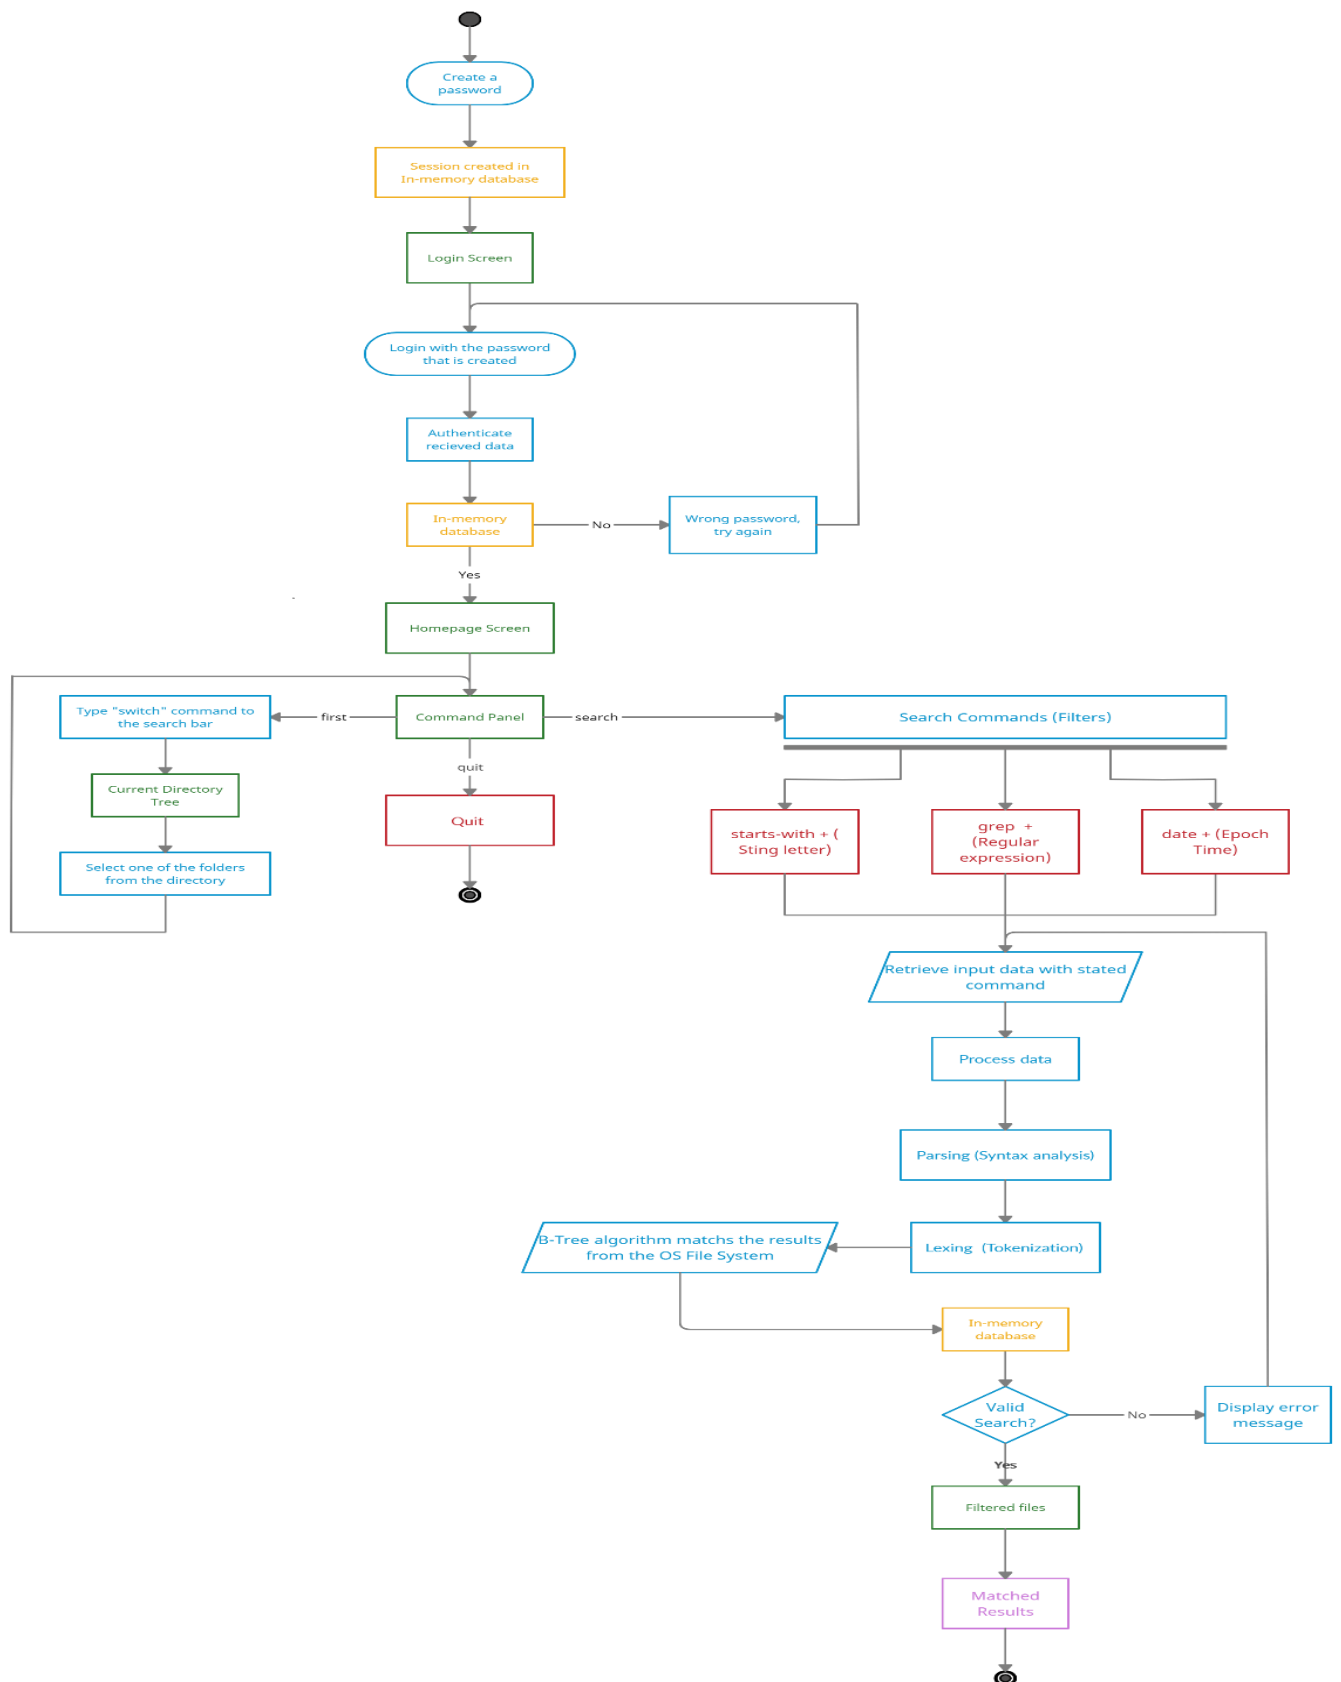 Create a
password
Session created in
In-memory database
Login Screen
Login with the password
that is created
Authenticate
recieved data
In-memory
database
No
Wrong password,
try again
Yes
Homepage Screen
Type "switch" command to
the search bar
first
Command Panel
search
Search Commands (Filters)
quit
Current Directory
Tree
Quit
starts-with + (
Sting letter)
grep +
(Regular
expression)
date + (Epoch
Time)
Select one of the folders
from the directory
Retrieve input data with stated
command
Process data
Parsing (Syntax analysis)
B-Tree algorithm matchs the results
from the OS File System
Lexing (Tokenization)
In-memory
database
Valid
Search?
No
Display error
message
Yes
Filtered files
Matched
Results